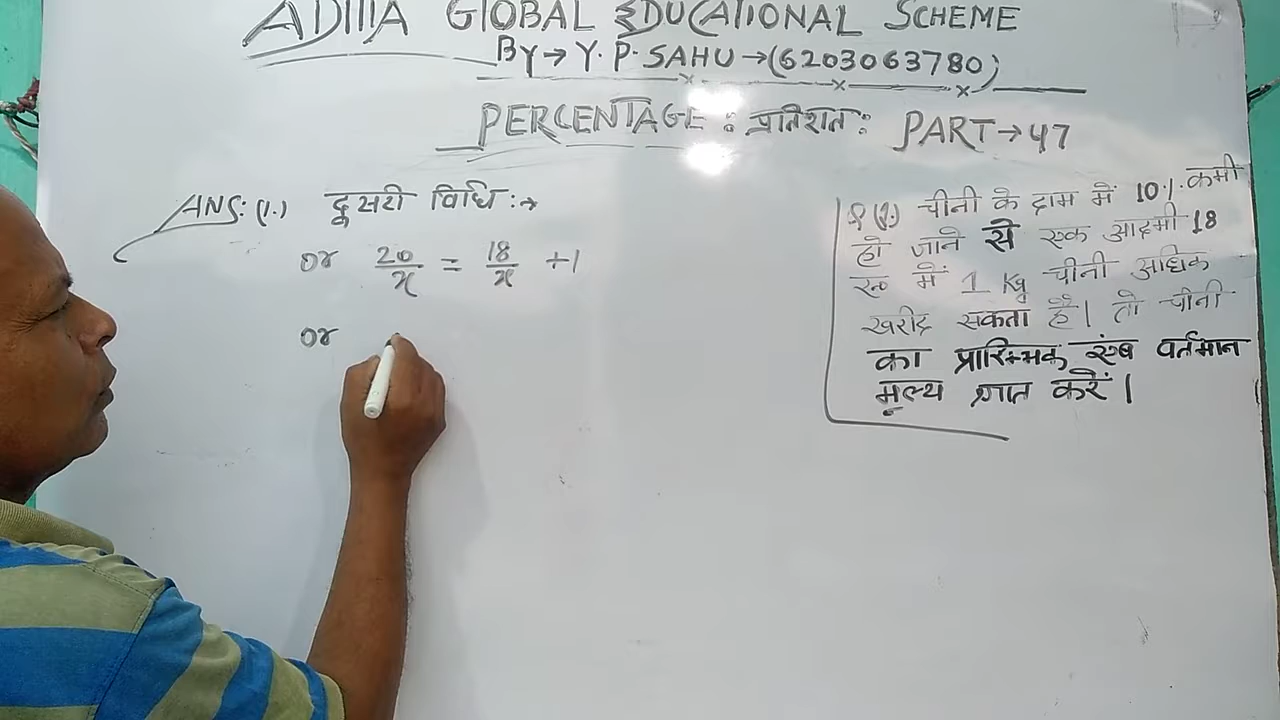 ADITIA GLOBAL EDUCATIONAL SCHEME
BY→Y.P.SAHU→(6203063780)
PERCENTAGE: प्रतिशत: PART→47
ANS:(1.) दूसरी विधि:→
or 20/x = 18/x +1
or
Q(1.) चीनी के दाम में 10% कमी
हो जाने से एक आदमी 18
रु० में 1 Kg चीनी अधिक
खरीद सकता है। तो चीनी
का प्रारम्भिक एंव वर्तमान
मूल्य ज्ञात करें।